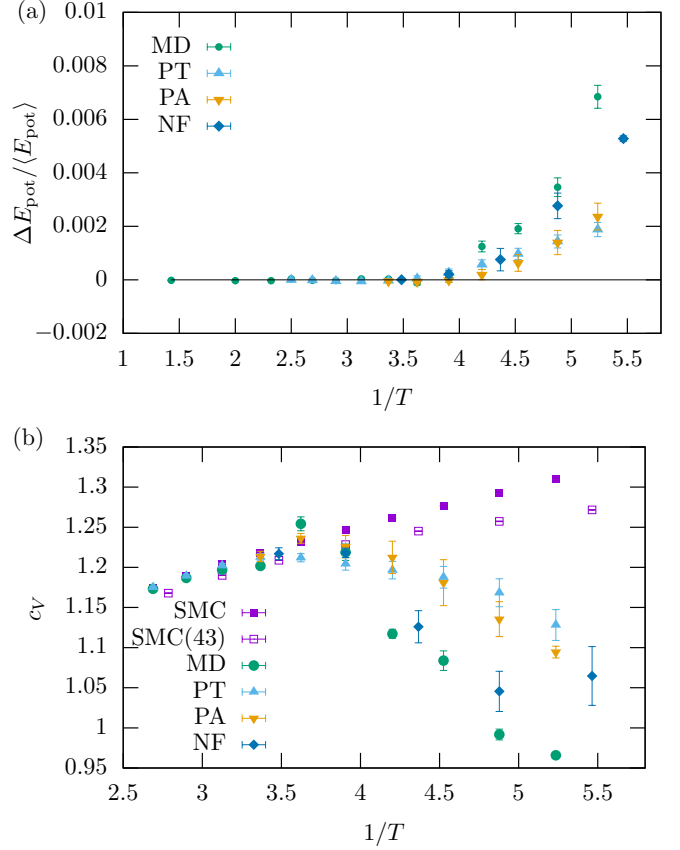 (a)
0.01
0.008
0.006
0.004
0.002
0
−0.002
ΔE_pot/⟨E_pot⟩
MD
PT
PA
NF
1 1.5 2 2.5 3 3.5 4 4.5 5 5.5
1/T
(b)
1.35
1.3
1.25
1.2
1.15
1.1
1.05
1
0.95
c_V
SMC
SMC(43)
MD
PT
PA
NF
2.5 3 3.5 4 4.5 5 5.5
1/T